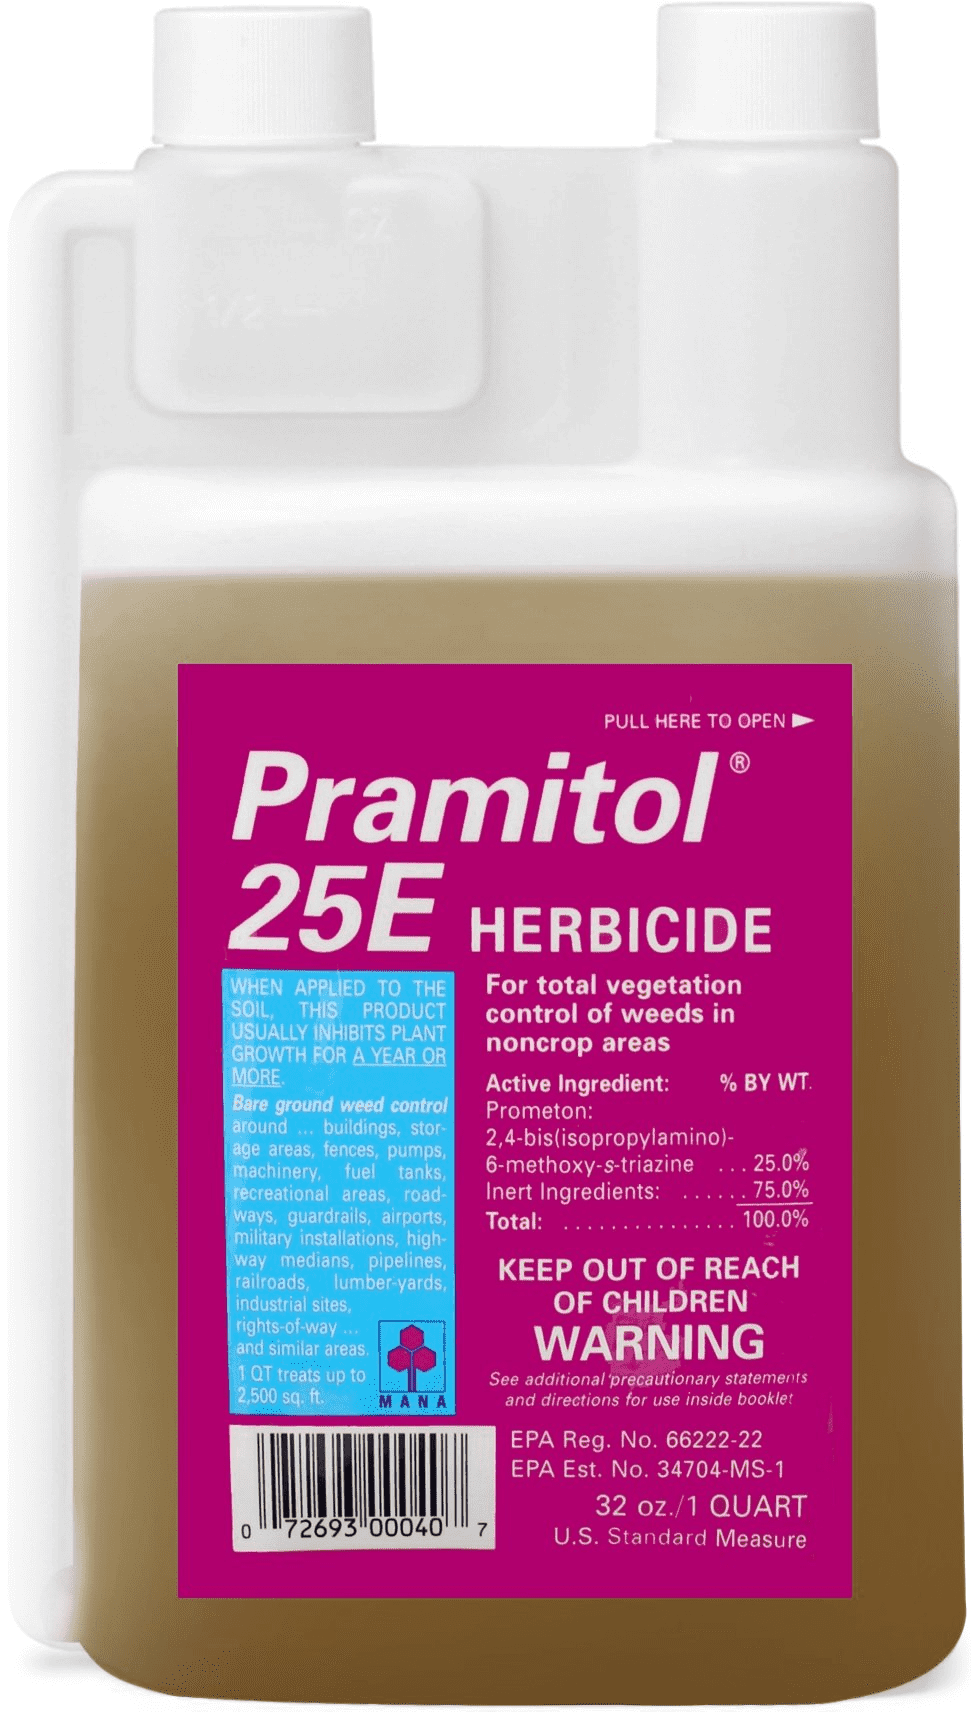 PULL HERE TO OPEN ►
Pramitol®
25E HERBICIDE
WHEN APPLIED TO THE
SOIL, THIS PRODUCT
USUALLY INHIBITS PLANT
GROWTH FOR A YEAR OR
MORE.
Bare ground weed control
around ... buildings, stor-
age areas, fences, pumps,
machinery, fuel tanks,
recreational areas, road-
ways, guardrails, airports,
military installations, high-
way medians, pipelines,
railroads, lumber-yards,
industrial sites,
rights-of-way ...
and similar areas.
1 QT treats up to
2,500 sq. ft.
MANA
For total vegetation
control of weeds in
noncrop areas
Active Ingredient: % BY WT.
Prometon:
2,4-bis(isopropylamino)-
6-methoxy-s-triazine ... 25.0%
Inert Ingredients: ...... 75.0%
Total: ................ 100.0%
KEEP OUT OF REACH
OF CHILDREN
WARNING
See additional precautionary statements
and directions for use inside booklet
EPA Reg. No. 66222-22
EPA Est. No. 34704-MS-1
32 oz./1 QUART
U.S. Standard Measure
0 72693 00040 7